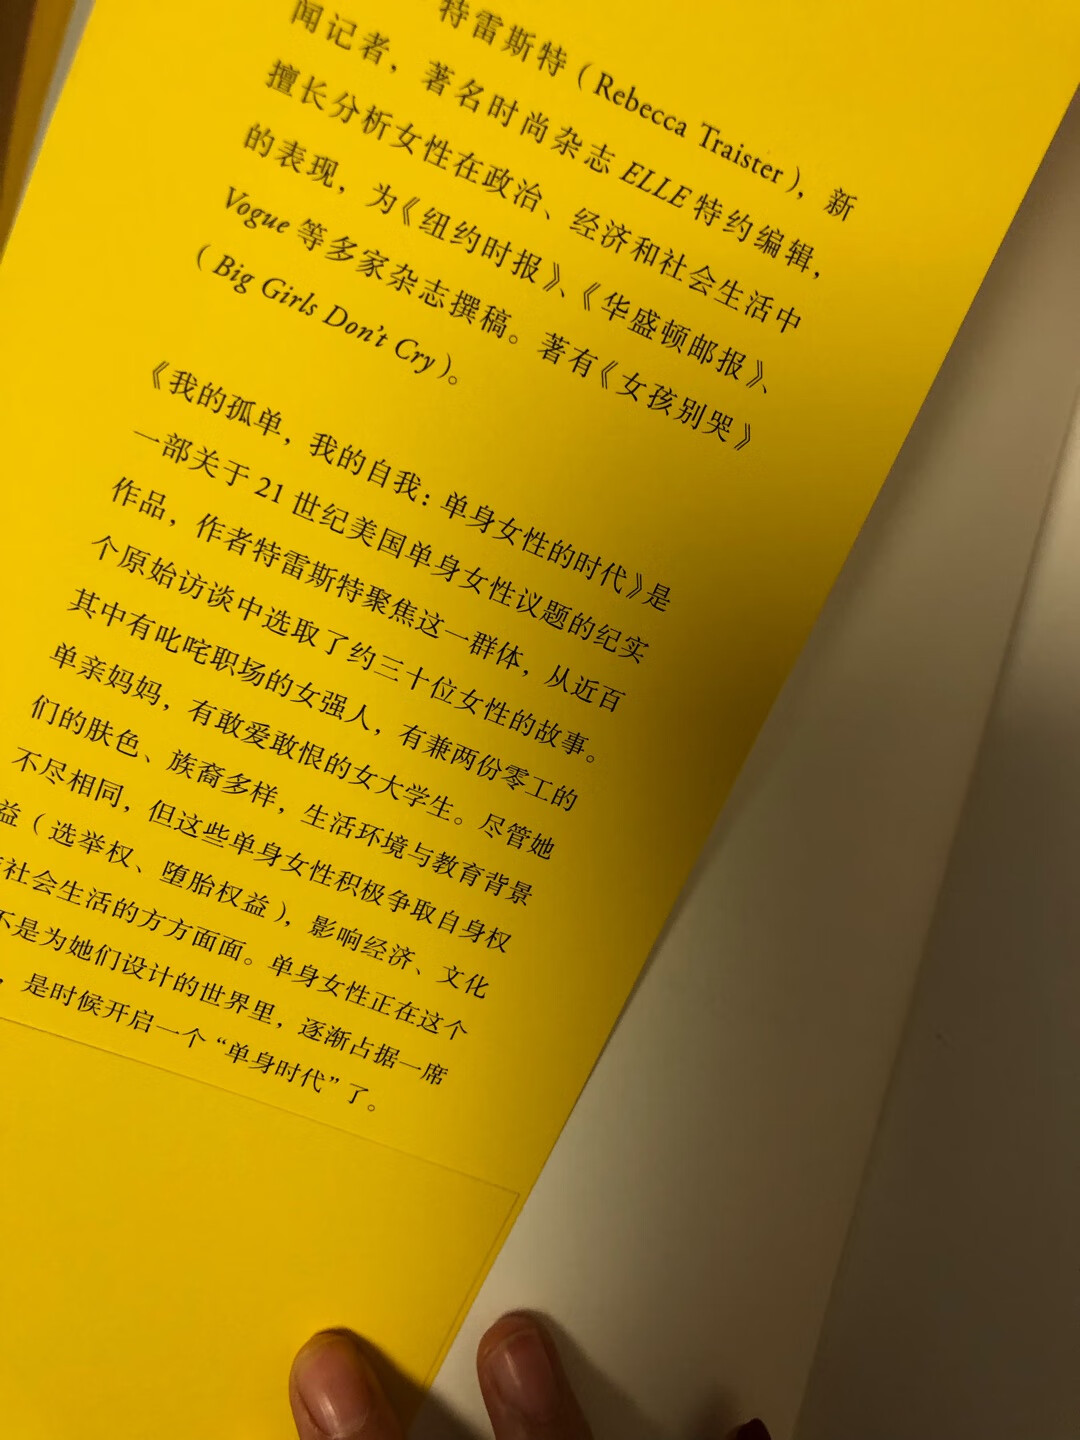 特雷斯特（Rebecca Traister），新
闻记者，著名时尚杂志 ELLE 特约编辑，
擅长分析女性在政治、经济和社会生活中
的表现，为《纽约时报》、《华盛顿邮报》、
Vogue 等多家杂志撰稿。著有《女孩别哭》
（Big Girls Don't Cry）。
《我的孤单，我的自我：单身女性的时代》是
一部关于 21 世纪美国单身女性议题的纪实
作品，作者特雷斯特聚焦这一群体，从近百
个原始访谈中选取了约三十位女性的故事。
其中有叱咤职场的女强人，有兼两份零工的
单亲妈妈，有敢爱敢恨的女大学生。尽管她
们的肤色、族裔多样，生活环境与教育背景
不尽相同，但这些单身女性积极争取自身权
益（选举权、堕胎权益），影响经济、文化
社会生活的方方面面。单身女性正在这个
不是为她们设计的世界里，逐渐占据一席
，是时候开启一个“单身时代”了。